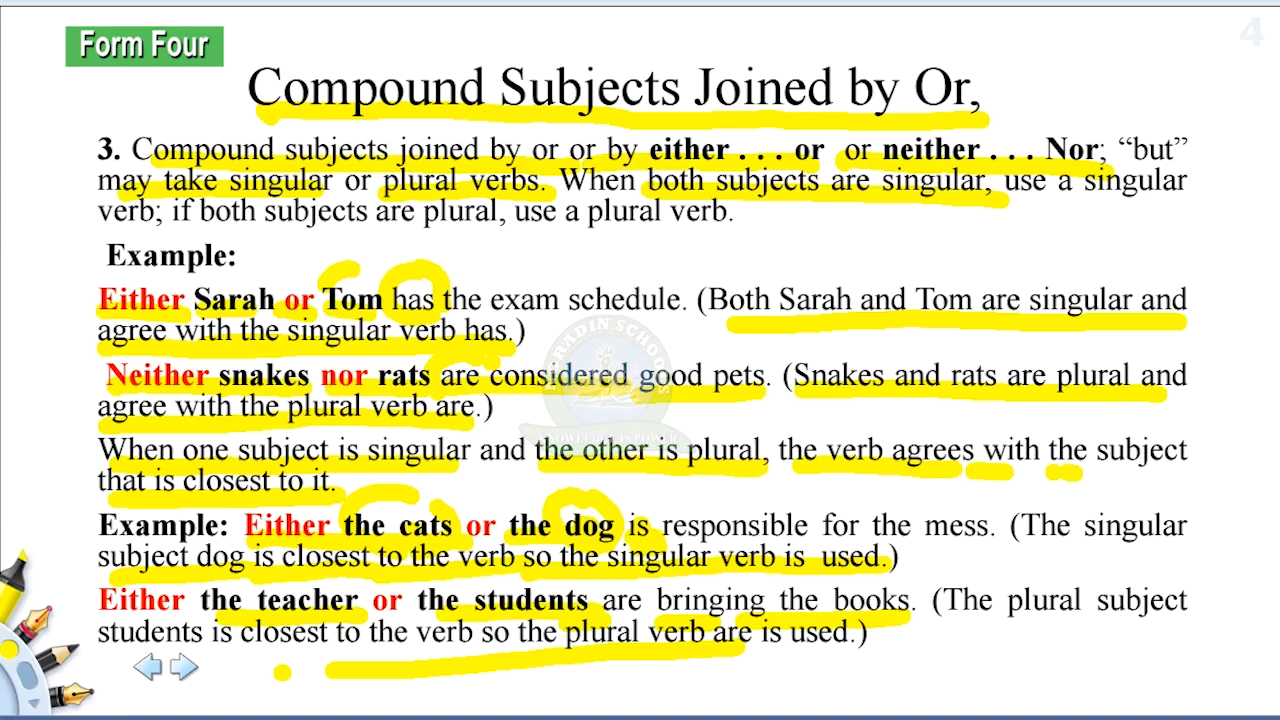 4
Form Four
Compound Subjects Joined by Or,
3. Compound subjects joined by or or by either . . . or or neither . . . Nor; “but”
may take singular or plural verbs. When both subjects are singular, use a singular
verb; if both subjects are plural, use a plural verb.
Example:
Either Sarah or Tom has the exam schedule. (Both Sarah and Tom are singular and
agree with the singular verb has.)
Neither snakes nor rats are considered good pets. (Snakes and rats are plural and
agree with the plural verb are.)
When one subject is singular and the other is plural, the verb agrees with the subject
that is closest to it.
Example: Either the cats or the dog is responsible for the mess. (The singular
subject dog is closest to the verb so the singular verb is used.)
Either the teacher or the students are bringing the books. (The plural subject
students is closest to the verb so the plural verb are is used.)
KNOWLEDGE IS POWER